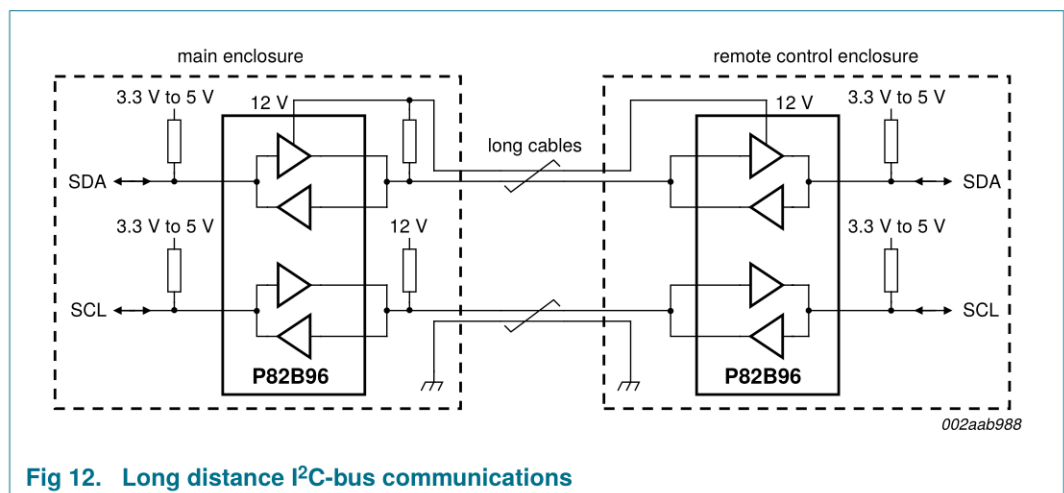 main enclosure
remote control enclosure
3.3 V to 5 V
12 V
12 V
3.3 V to 5 V
long cables
SDA
SDA
3.3 V to 5 V
12 V
3.3 V to 5 V
SCL
SCL
P82B96
P82B96
002aab988
Fig 12. Long distance I²C-bus communications